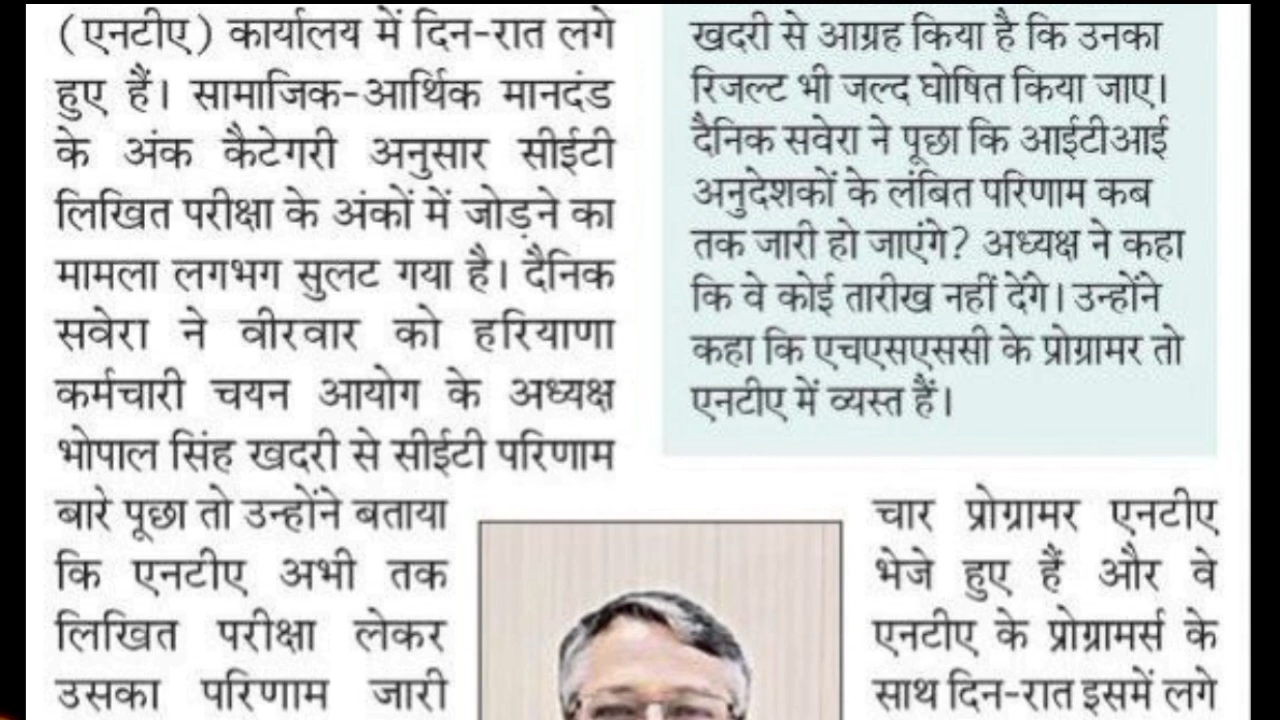 (एनटीए) कार्यालय में दिन-रात लगे
हुए हैं। सामाजिक-आर्थिक मानदंड
के अंक कैटेगरी अनुसार सीईटी
लिखित परीक्षा के अंकों में जोड़ने का
मामला लगभग सुलट गया है। दैनिक
सवेरा ने वीरवार को हरियाणा
कर्मचारी चयन आयोग के अध्यक्ष
भोपाल सिंह खदरी से सीईटी परिणाम
बारे पूछा तो उन्होंने बताया
कि एनटीए अभी तक
लिखित परीक्षा लेकर
उसका परिणाम जारी
खदरी से आग्रह किया है कि उनका
रिजल्ट भी जल्द घोषित किया जाए।
दैनिक सवेरा ने पूछा कि आईटीआई
अनुदेशकों के लंबित परिणाम कब
तक जारी हो जाएंगे? अध्यक्ष ने कहा
कि वे कोई तारीख नहीं देंगे। उन्होंने
कहा कि एचएसएससी के प्रोग्रामर तो
एनटीए में व्यस्त हैं।
चार प्रोग्रामर एनटीए
भेजे हुए हैं और वे
एनटीए के प्रोग्रामर्स के
साथ दिन-रात इसमें लगे